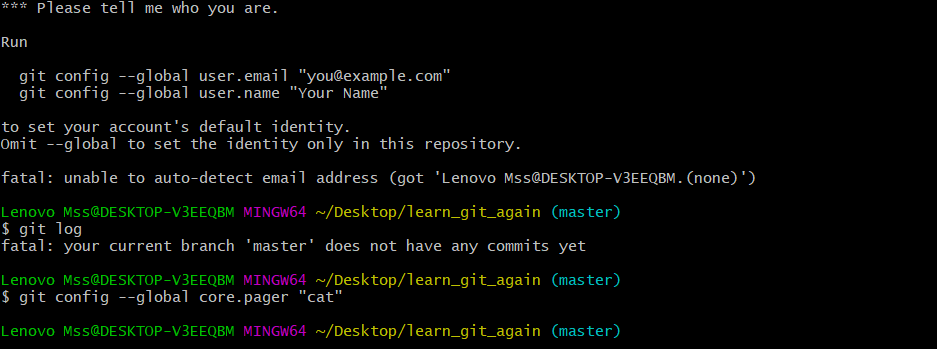 *** Please tell me who you are.
Run
git config --global user.email "you@example.com"
git config --global user.name "Your Name"
to set your account's default identity.
Omit --global to set the identity only in this repository.
fatal: unable to auto-detect email address (got 'Lenovo Mss@DESKTOP-V3EEQBM.(none)')
Lenovo Mss@DESKTOP-V3EEQBM MINGW64 ~/Desktop/learn_git_again (master)
$ git log
fatal: your current branch 'master' does not have any commits yet
Lenovo Mss@DESKTOP-V3EEQBM MINGW64 ~/Desktop/learn_git_again (master)
$ git config --global core.pager "cat"
Lenovo Mss@DESKTOP-V3EEQBM MINGW64 ~/Desktop/learn_git_again (master)